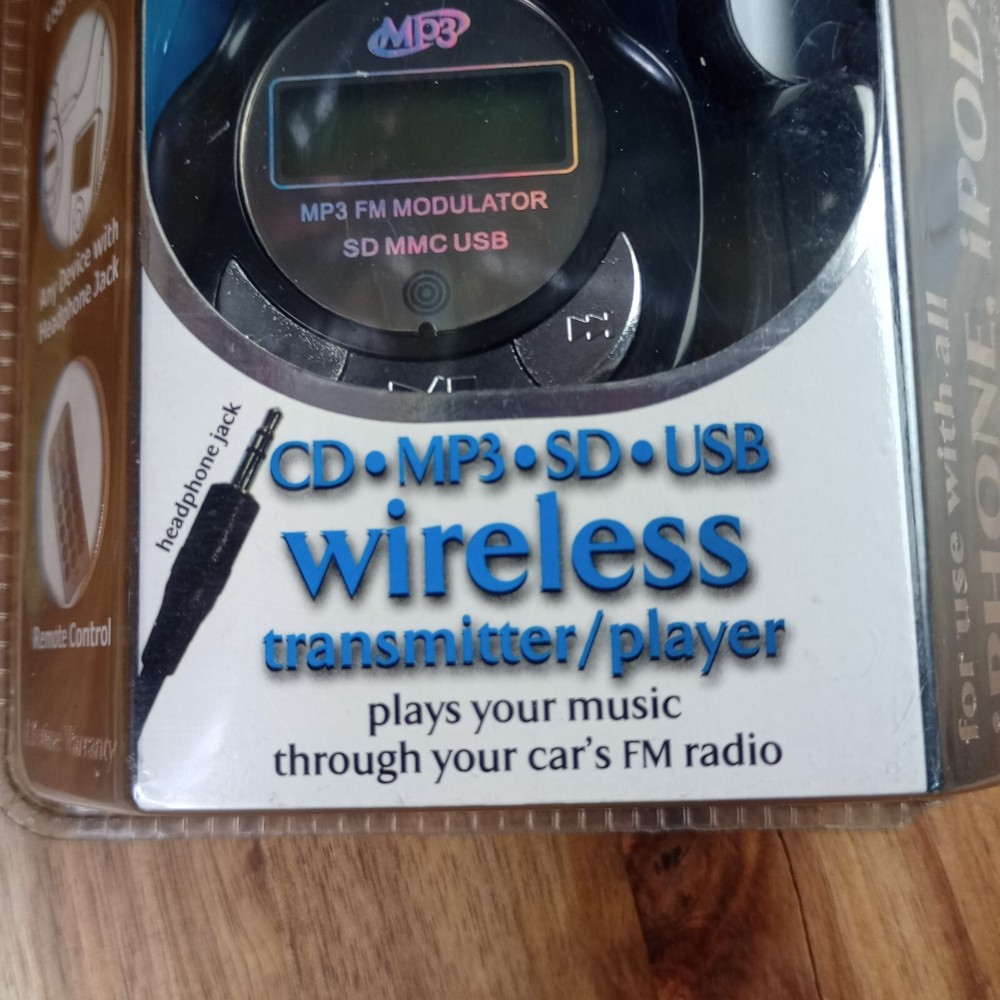 MP3
MP3 FM MODULATOR
SD MMC USB
Any Device with
Headphone Jack
headphone jack
CD • MP3 • SD • USB
wireless
transmitter/player
plays your music
through your car's FM radio
Remote Control
Warranty
for use with all
iPHONE, iPOD